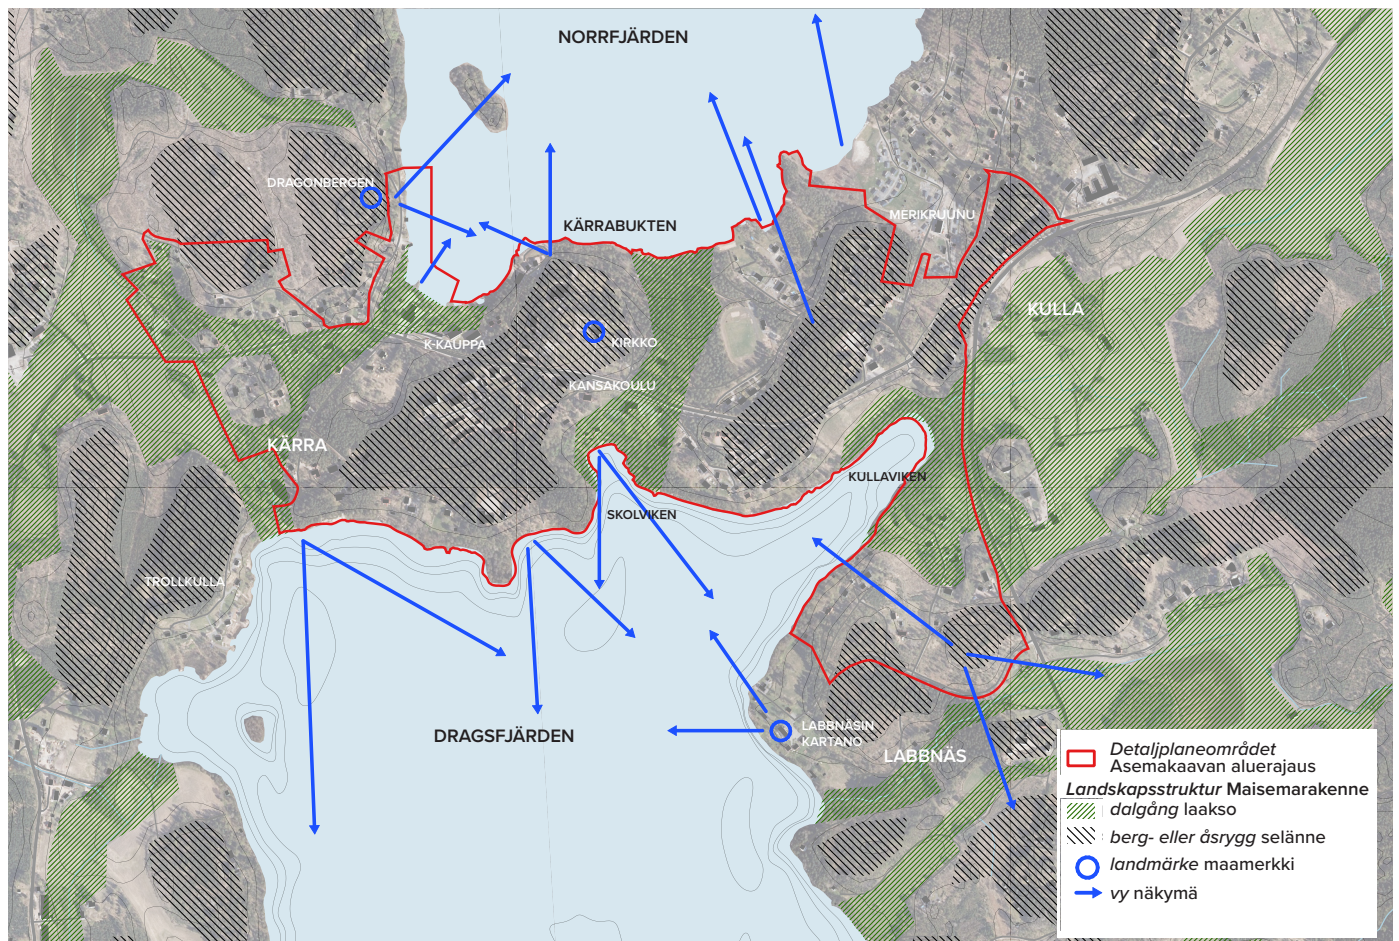 NORRFJÄRDEN
DRAGONBERGEN
MERIKRUUNU
KÄRRABUKTEN
KULLA
K-KAUPPA
KIRKKO
KANSAKOULU
KÄRRA
KULLAVIKEN
SKOLVIKEN
TROLLKULLA
LABBNÄSIN
KARTANO
DRAGSFJÄRDEN
LABBNÄS
Detaljplaneområdet
Asemakaavan aluerajaus
Landskapsstruktur Maisemarakenne
dalgång laakso
berg- eller åsrygg selänne
landmärke maamerkki
vy näkymä